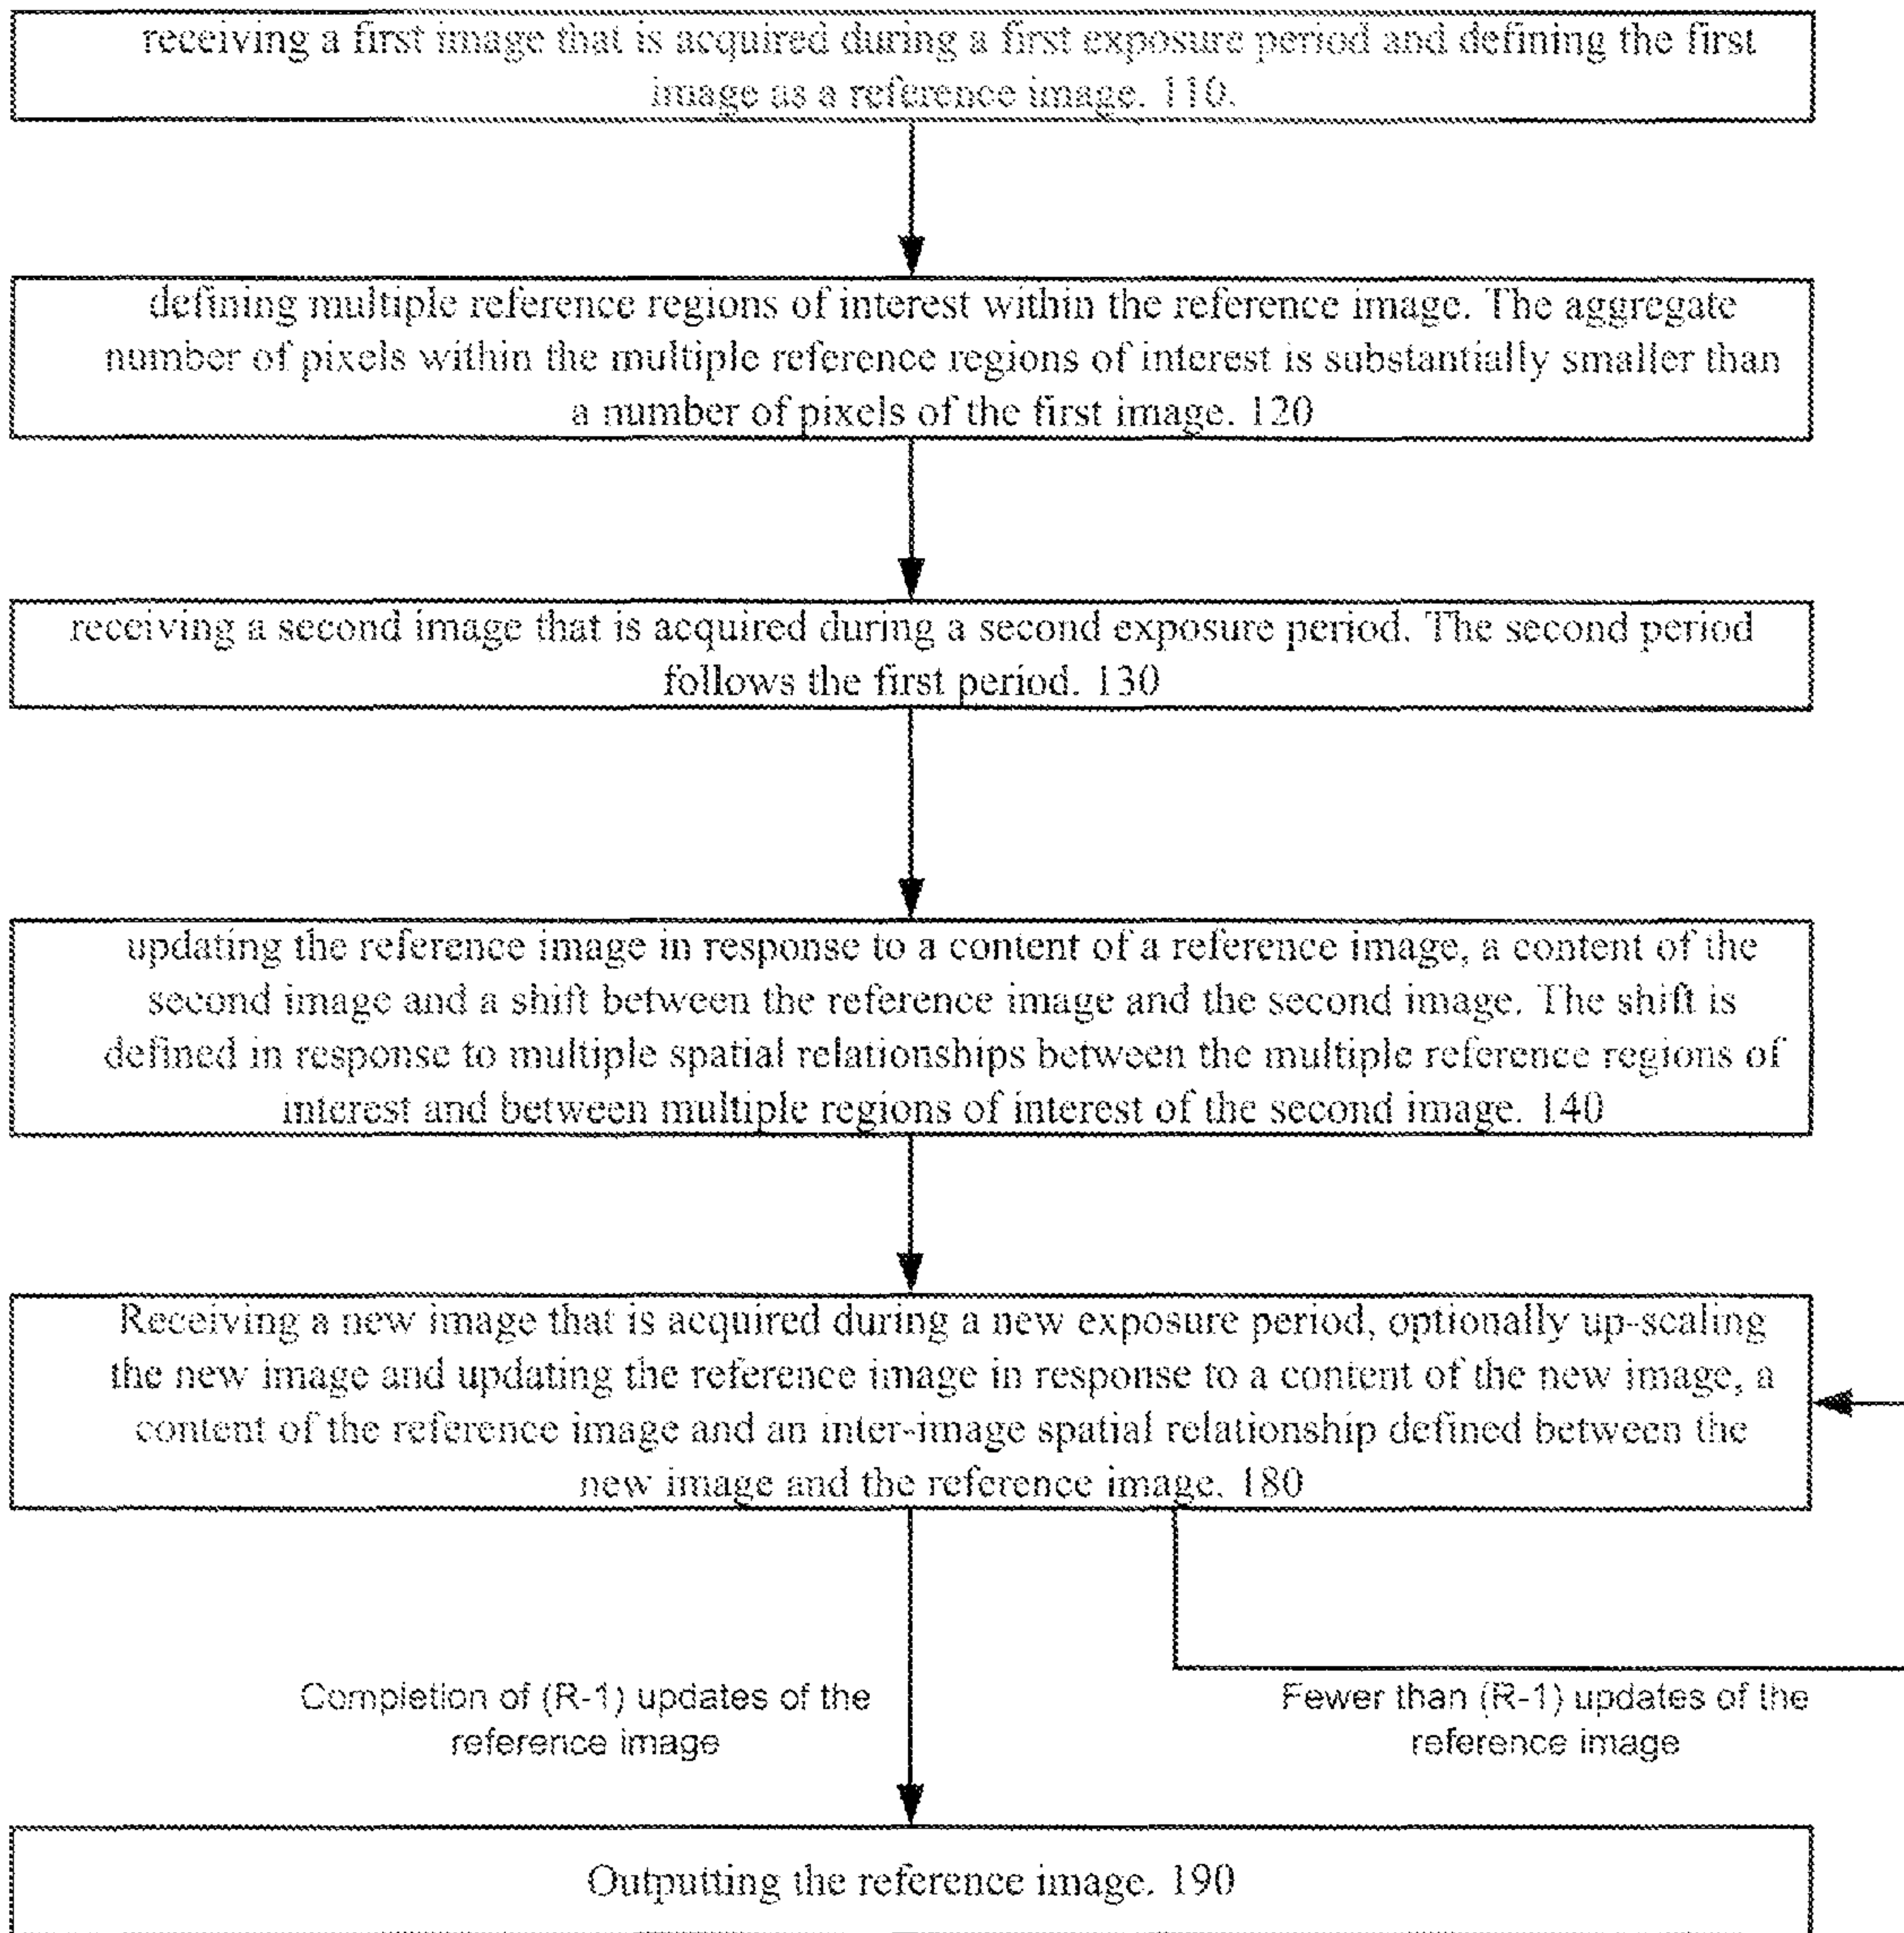 receiving a first image that is acquired during a first exposure period and defining the first
image as a reference image. 110.
defining multiple reference regions of interest within the reference image. The aggregate
number of pixels within the multiple reference regions of interest is substantially smaller than
a number of pixels of the first image. 120
receiving a second image that is acquired during a second exposure period. The second period
follows the first period. 130
updating the reference image in response to a content of a reference image, a content of the
second image and a shift between the reference image and the second image. The shift is
defined in response to multiple spatial relationships between the multiple reference regions of
interest and between multiple regions of interest of the second image. 140
Receiving a new image that is acquired during a new exposure period, optionally up-scaling
the new image and updating the reference image in response to a content of the new image, a
content of the reference image and an inter-image spatial relationship defined between the
new image and the reference image. 180
Completion of (R-1) updates of the
reference image
Fewer than (R-1) updates of the
reference image
Outputting the reference image. 190